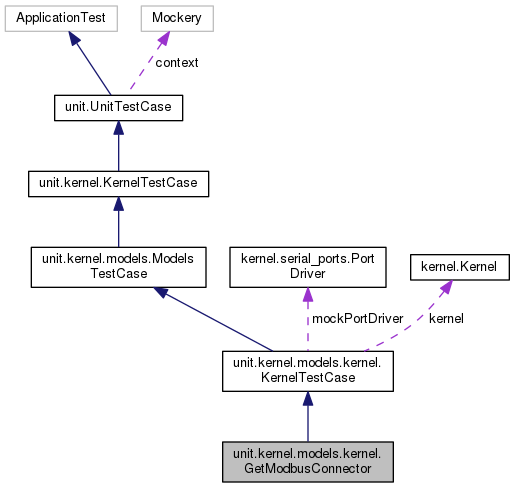 ApplicationTest
Mockery
context
unit.UnitTestCase
unit.kernel.KernelTestCase
unit.kernel.models.Models
TestCase
kernel.serial_ports.Port
Driver
kernel.Kernel
mockPortDriver
kernel
unit.kernel.models.kernel.
KernelTestCase
unit.kernel.models.kernel.
GetModbusConnector